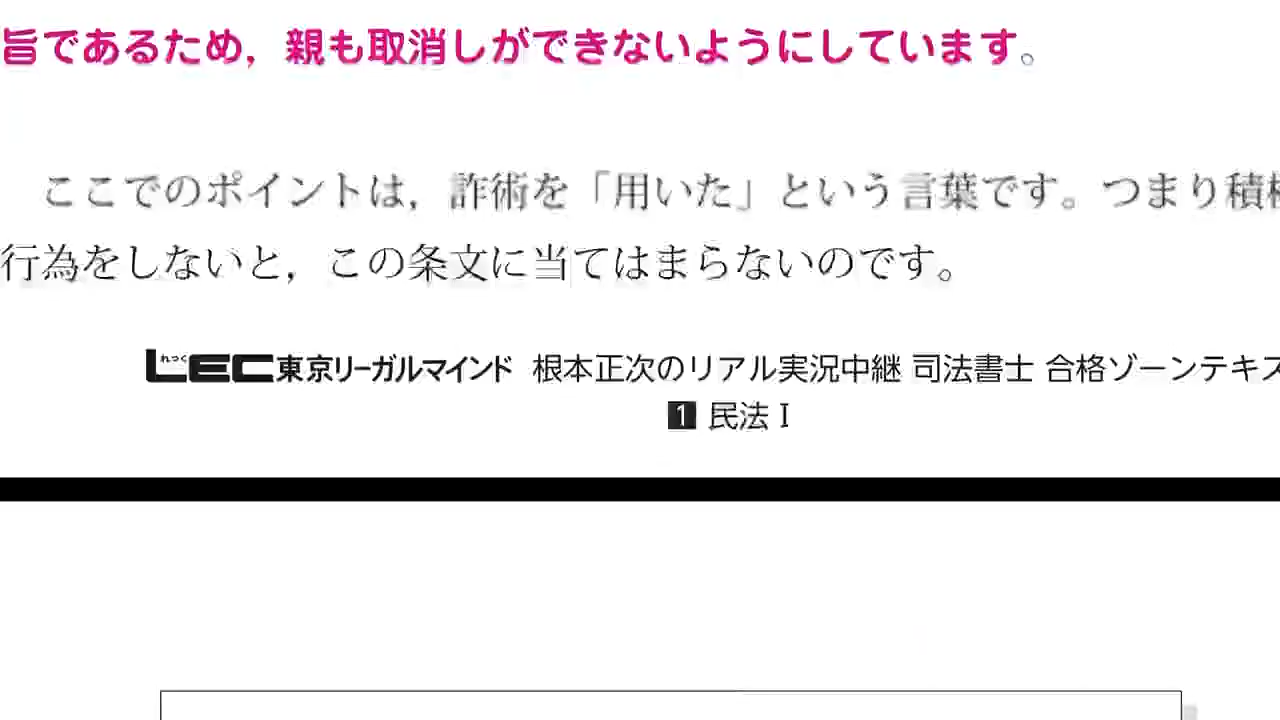 旨であるため，親も取消しができないようにしています。
ここでのポイントは，詐術を「用いた」という言葉です。つまり積極
行為をしないと，この条文に当てはまらないのです。
れっく LEC東京リーガルマインド 根本正次のリアル実況中継 司法書士 合格ゾーンテキス
1 民法 I